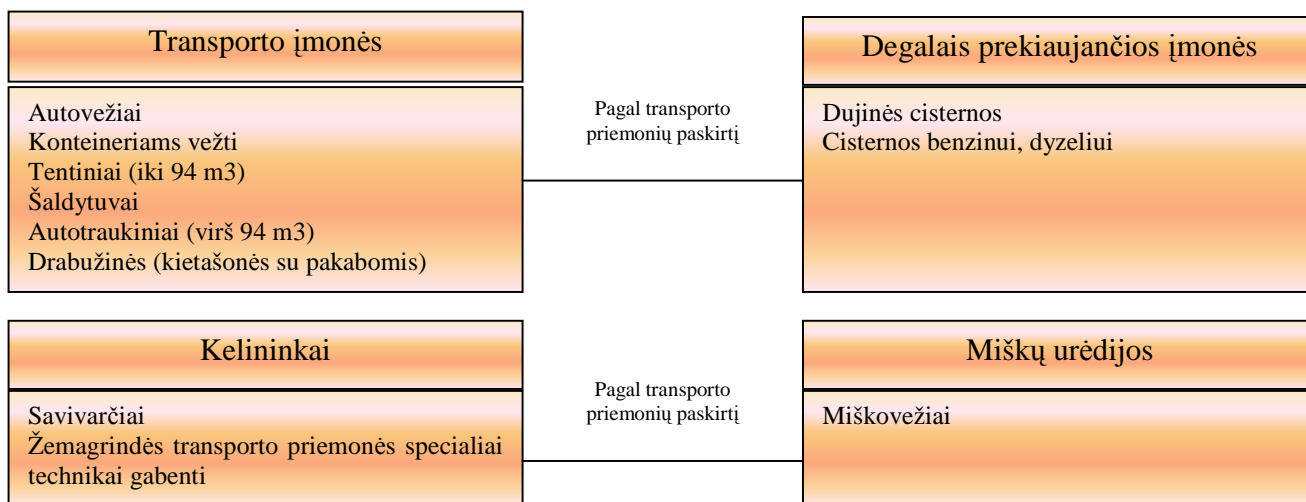 Transporto įmonės
Autovežiai
Konteineriams vežti
Tentiniai (iki 94 m3)
Šaldytuvai
Autotraukiniai (virš 94 m3)
Drabužinės (kietašonės su pakabomis)
Pagal transporto
priemonių paskirtį
Degalais prekiaujančios įmonės
Dujinės cisternos
Cisternos benzinui, dyzeliui
Kelininkai
Savivarčiai
Žemagrindės transporto priemonės specialiai
technikai gabenti
Pagal transporto
priemonių paskirtį
Miškų urėdijos
Miškovežiai